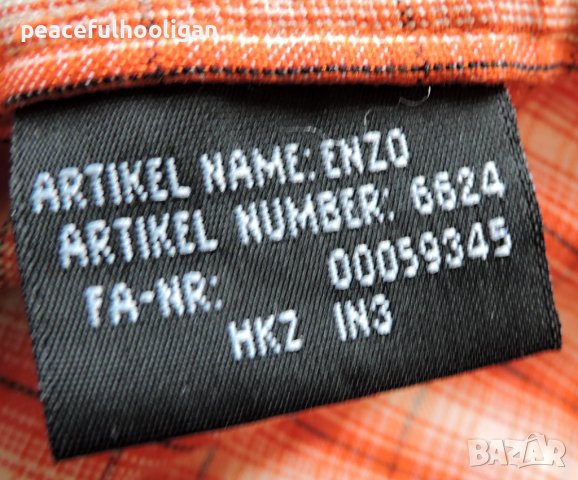 peacefulhooligan
ARTIKEL NAME: ENZO
ARTIKEL NUMBER: 6624
FA-NR: 00059345
HKZ IN3
BAZAR